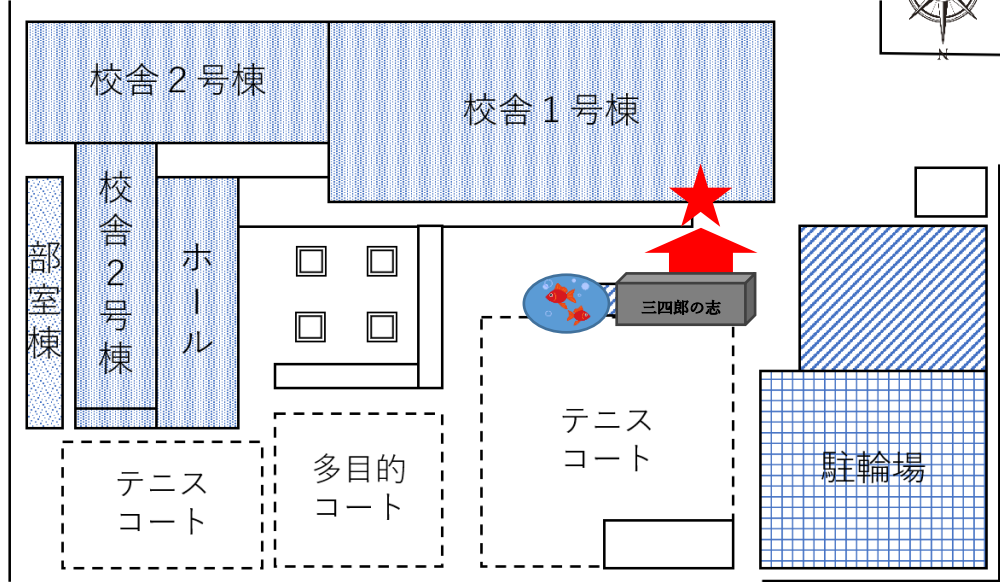 N
校舎２号棟
校舎１号棟
校舎２号棟
部室棟
ホール
三四郎の志
テニス
コート
多目的
コート
テニス
コート
駐輪場